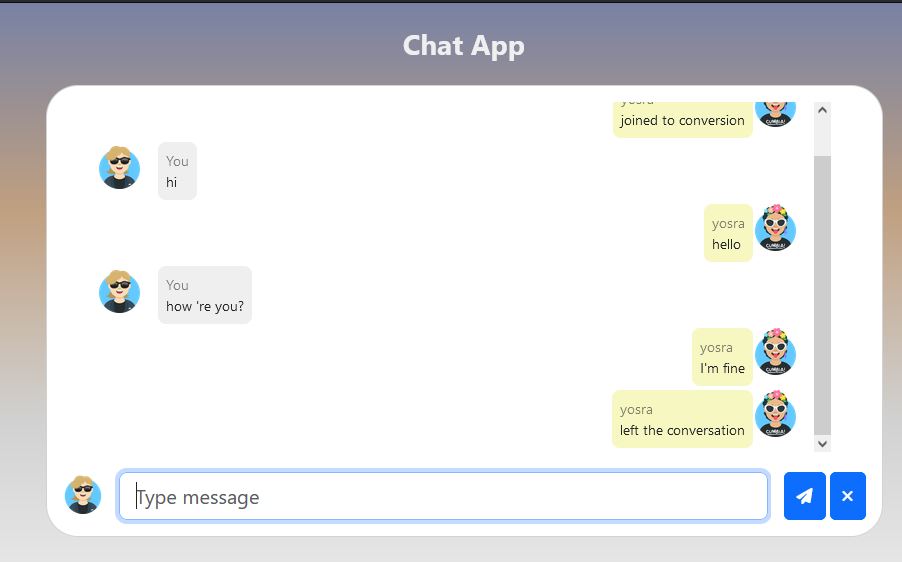 Chat App
yosra
joined to conversion
You
hi
yosra
hello
You
how 're you?
yosra
I'm fine
yosra
left the conversation
Type message